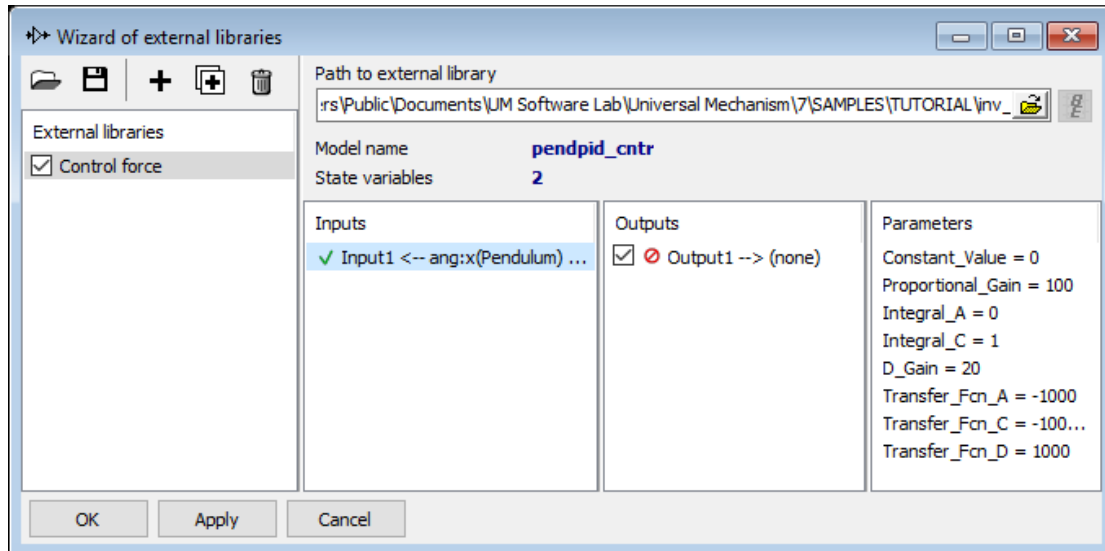 Wizard of external libraries
Path to external library
:rs\Public\Documents\UM Software Lab\Universal Mechanism\7\SAMPLES\TUTORIAL\inv_
External libraries
Control force
Model name pendpid_cntr
State variables 2
Inputs
Input1 <-- ang:x(Pendulum) ...
Outputs
Output1 --> (none)
Parameters
Constant_Value = 0
Proportional_Gain = 100
Integral_A = 0
Integral_C = 1
D_Gain = 20
Transfer_Fcn_A = -1000
Transfer_Fcn_C = -100...
Transfer_Fcn_D = 1000
OK
Apply
Cancel